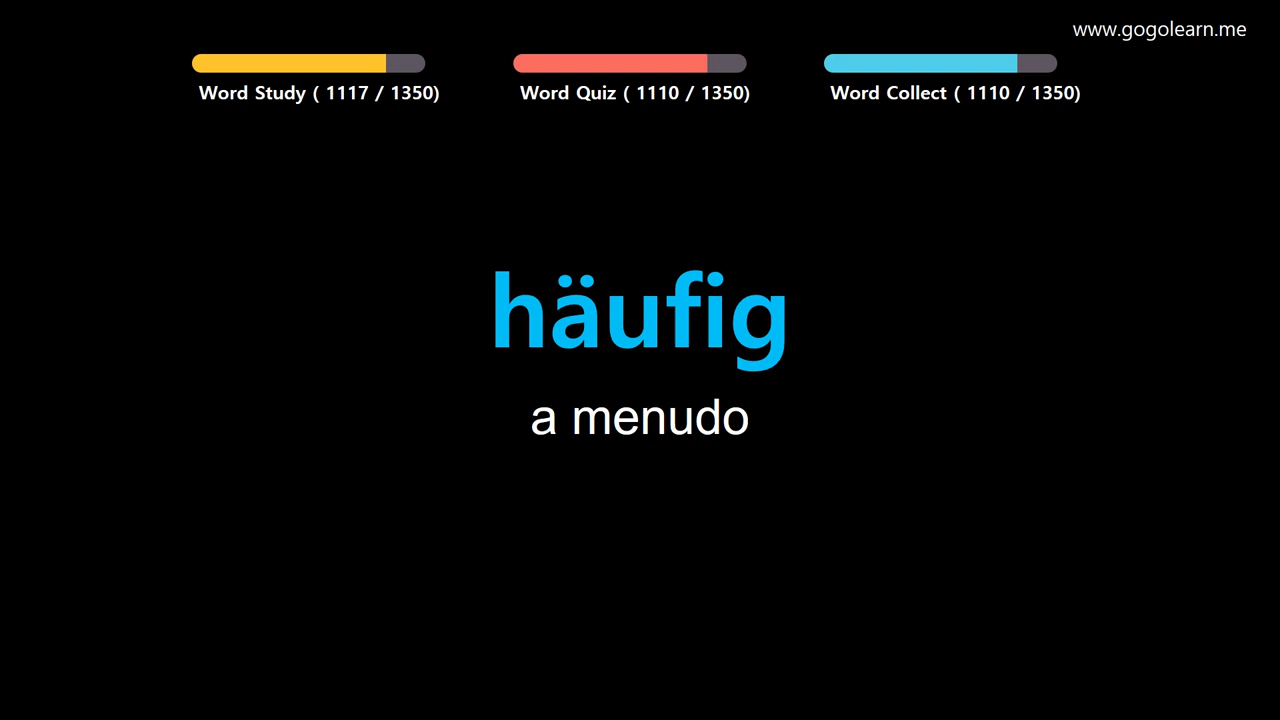 www.gogolearn.me
Word Study ( 1117 / 1350)
Word Quiz ( 1110 / 1350)
Word Collect ( 1110 / 1350)
häufig
a menudo